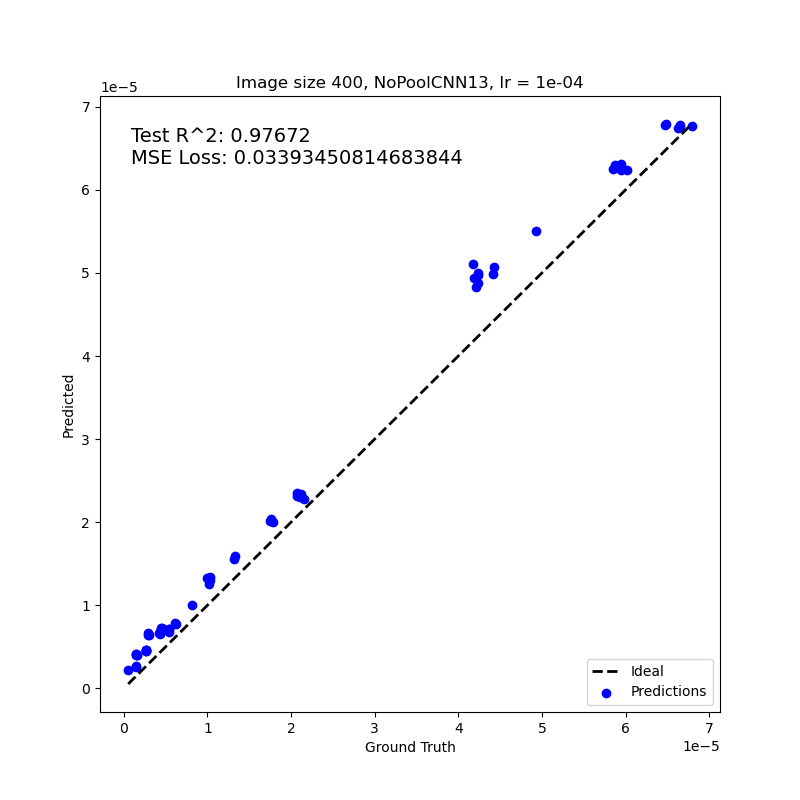 Image size 400, NoPoolCNN13, lr = 1e-04
1e−5
Test R^2: 0.97672
MSE Loss: 0.03393450814683844
7
6
5
4
3
2
1
0
Predicted
Ideal
Predictions
0 1 2 3 4 5 6 7
Ground Truth
1e−5